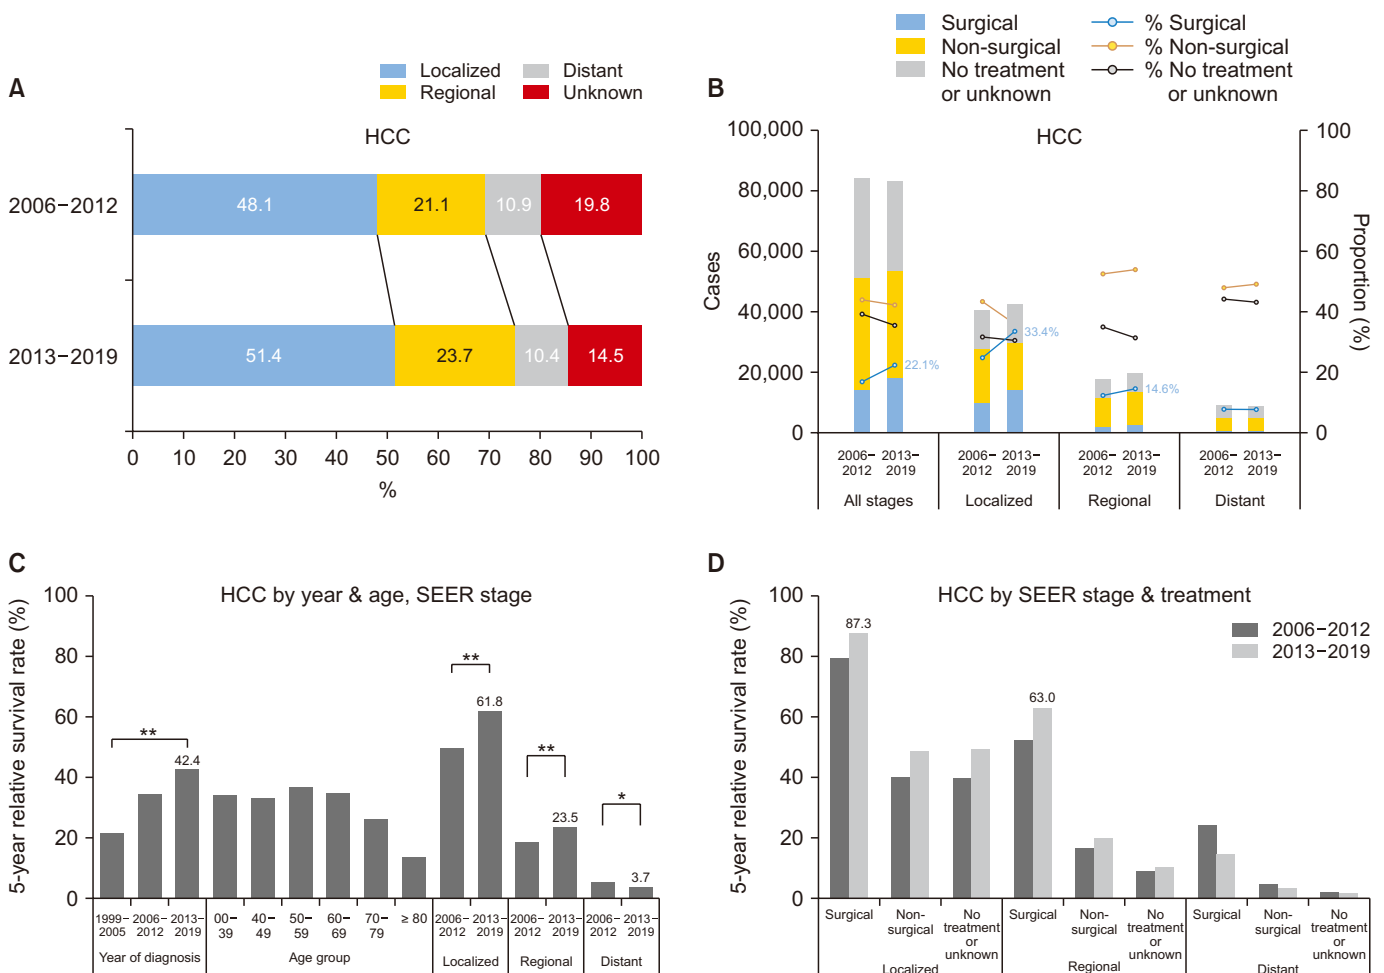 A
Localized
Distant
Regional
Unknown
HCC
2006−2012
48.1
21.1
10.9
19.8
2013−2019
51.4
23.7
10.4
14.5
0 10 20 30 40 50 60 70 80 90 100
%
B
Surgical
% Surgical
Non-surgical
% Non-surgical
No treatment
or unknown
% No treatment
or unknown
HCC
Cases
100,000
80,000
60,000
40,000
20,000
0
Proportion (%)
100
80
60
40
20
0
22.1%
33.4%
14.6%
2006−
2012
2013−
2019
2006−
2012
2013−
2019
2006−
2012
2013−
2019
2006−
2012
2013−
2019
All stages
Localized
Regional
Distant
C
HCC by year & age, SEER stage
5-year relative survival rate (%)
100
80
60
40
20
0
**
42.4
**
61.8
**
23.5
*
3.7
1999−
2005
2006−
2012
2013−
2019
00−
39
40−
49
50−
59
60−
69
70−
79
≥ 80
2006−
2012
2013−
2019
2006−
2012
2013−
2019
2006−
2012
2013−
2019
Year of diagnosis
Age group
Localized
Regional
Distant
D
HCC by SEER stage & treatment
2006−2012
2013−2019
5-year relative survival rate (%)
100
80
60
40
20
0
87.3
63.0
Surgical
Non-
surgical
No
treatment
or
unknown
Surgical
Non-
surgical
No
treatment
or
unknown
Surgical
Non-
surgical
No
treatment
or
unknown
Localized
Regional
Distant